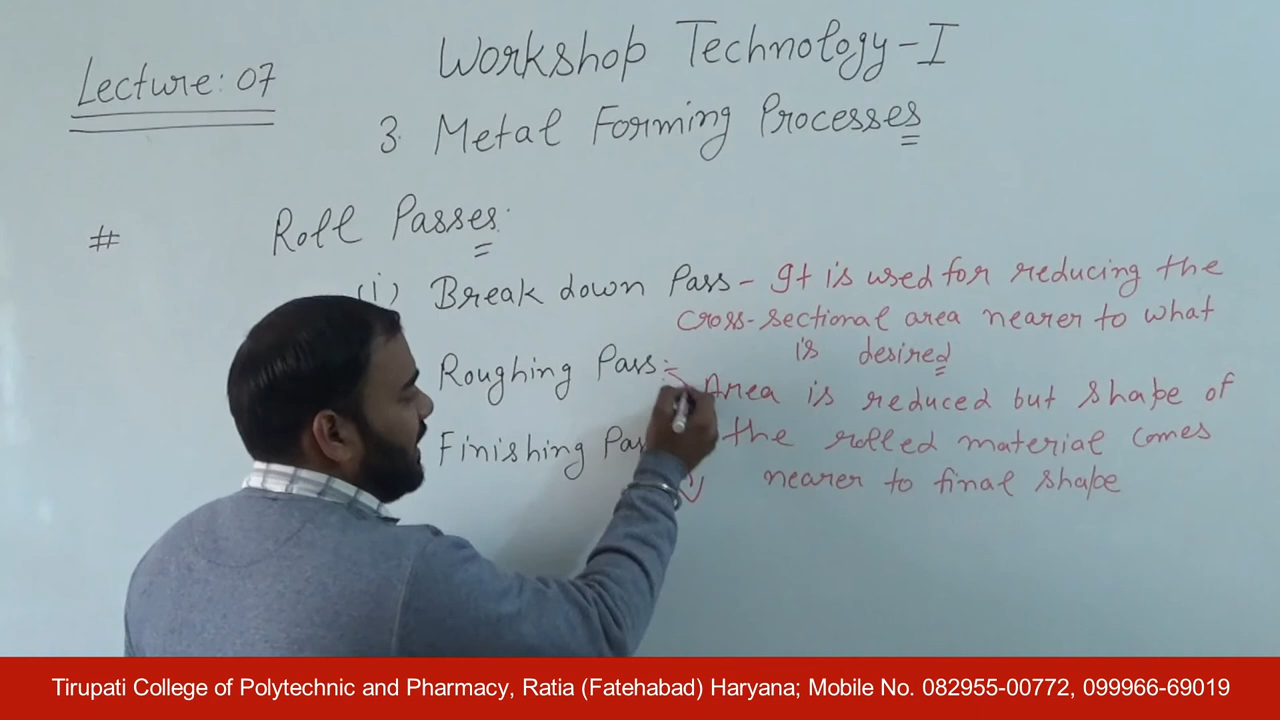 Lecture: 07
Workshop Technology-I
3. Metal Forming Processes
# Roll Passes:
(i) Break down Pass - It is used for reducing the
cross-sectional area nearer to what
is desired
Roughing Pass:-
Area is reduced but shape of
the rolled material comes
nearer to final shape
Finishing
Tirupati College of Polytechnic and Pharmacy, Ratia (Fatehabad) Haryana; Mobile No. 082955-00772, 099966-69019